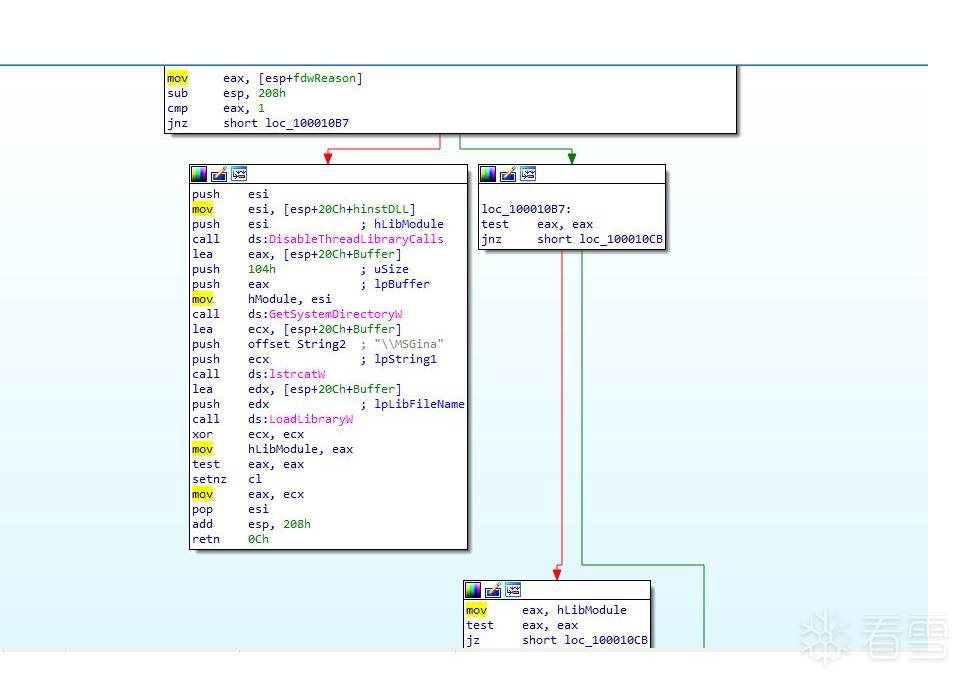 mov eax, [esp+fdwReason]
sub esp, 208h
cmp eax, 1
jnz short loc_100010B7
push esi
mov esi, [esp+20Ch+hinstDLL]
push esi ; hLibModule
call ds:DisableThreadLibraryCalls
lea eax, [esp+20Ch+Buffer]
push 104h ; uSize
push eax ; lpBuffer
mov hModule, esi
call ds:GetSystemDirectoryW
lea ecx, [esp+20Ch+Buffer]
push offset String2 ; "\\MSGina"
push ecx ; lpString1
call ds:lstrcatW
lea edx, [esp+20Ch+Buffer]
push edx ; lpLibFileName
call ds:LoadLibraryW
xor ecx, ecx
mov hLibModule, eax
test eax, eax
setnz cl
mov eax, ecx
pop esi
add esp, 208h
retn 0Ch
loc_100010B7:
test eax, eax
jnz short loc_100010CB
mov eax, hLibModule
test eax, eax
jz short loc_100010CB
看雪